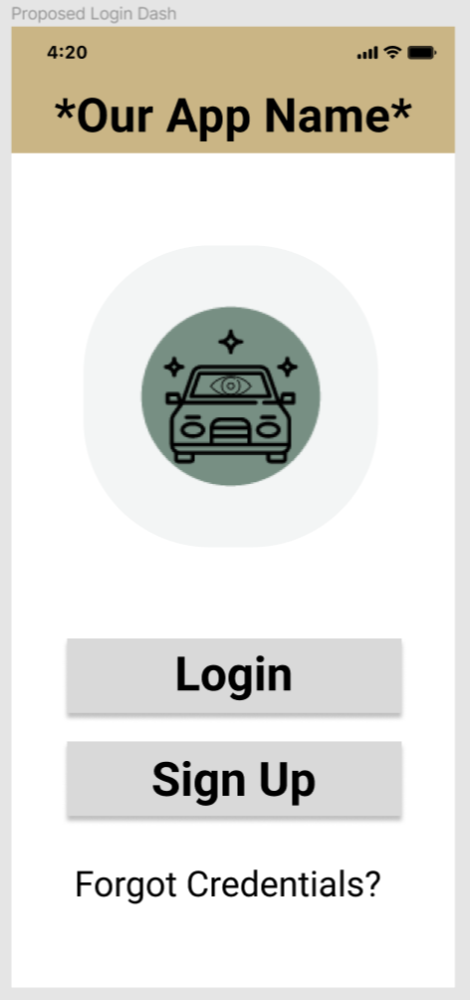 Proposed Login Dash
4:20
*Our App Name*
Login
Sign Up
Forgot Credentials?